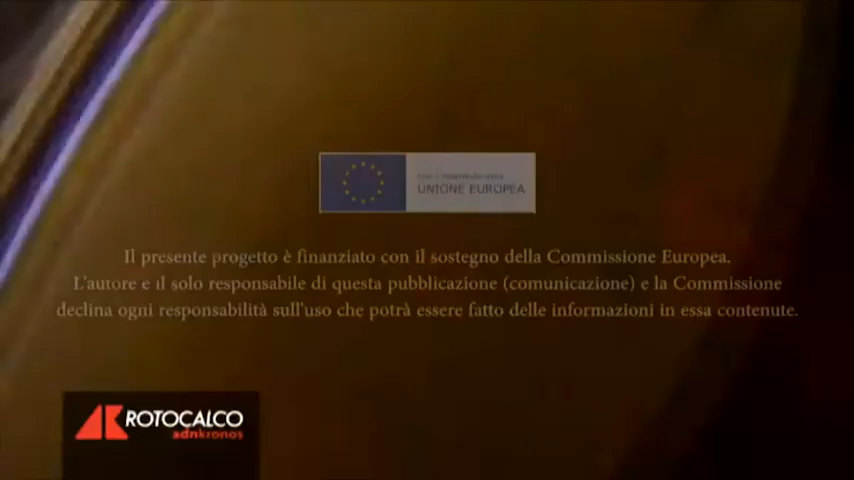 UNIONE EUROPEA
Il presente progetto è finanziato con il sostegno della Commissione Europea.
L'autore e il solo responsabile di questa pubblicazione (comunicazione) e la Commissione
declina ogni responsabilità sull'uso che potrà essere fatto delle informazioni in essa contenute.
ROTOCALCO
adnkronos